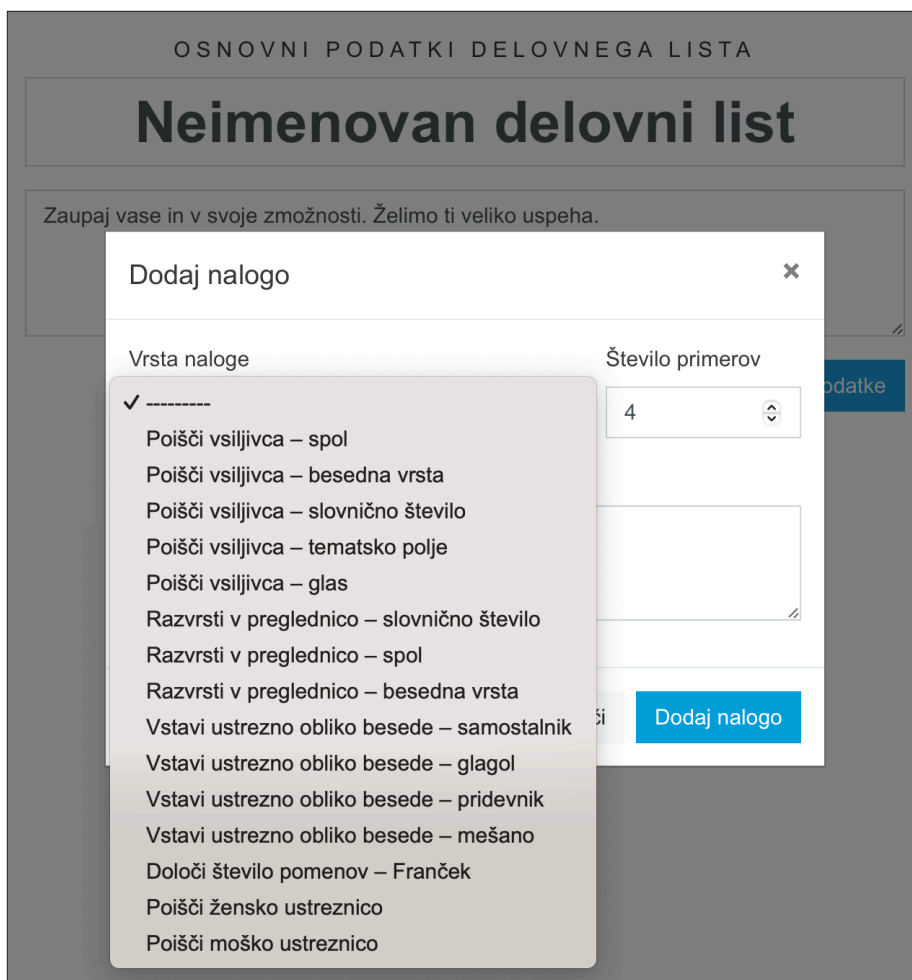 OSNOVNI PODATKI DELOVNEGA LISTA
Neimenovan delovni list
Zaupaj vase in v svoje zmožnosti. Želimo ti veliko uspeha.
Dodaj nalogo ×
Vrsta naloge Število primerov
odatke
✓ ---------
4
Poišči vsiljivca – spol
Poišči vsiljivca – besedna vrsta
Poišči vsiljivca – slovnično število
Poišči vsiljivca – tematsko polje
Poišči vsiljivca – glas
Razvrsti v preglednico – slovnično število
Razvrsti v preglednico – spol
Razvrsti v preglednico – besedna vrsta
Vstavi ustrezno obliko besede – samostalnik
či Dodaj nalogo
Vstavi ustrezno obliko besede – glagol
Vstavi ustrezno obliko besede – pridevnik
Vstavi ustrezno obliko besede – mešano
Določi število pomenov – Franček
Poišči žensko ustreznico
Poišči moško ustreznico